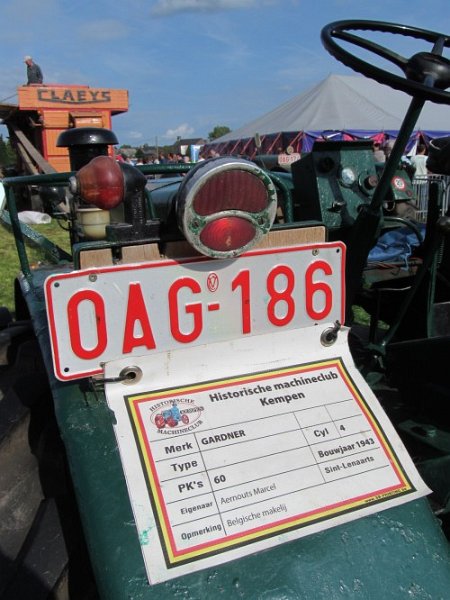 CLAEYS
OAG-186
Historische machineclub
Kempen
HISTORISCHE
KEMPEN
MACHINECLUB
Merk GARDNER Cyl 4
Type Bouwjaar 1943
PK's 60 Sint-Lenaarts
Eigenaar Aernouts Marcel
Opmerking Belgische makelij